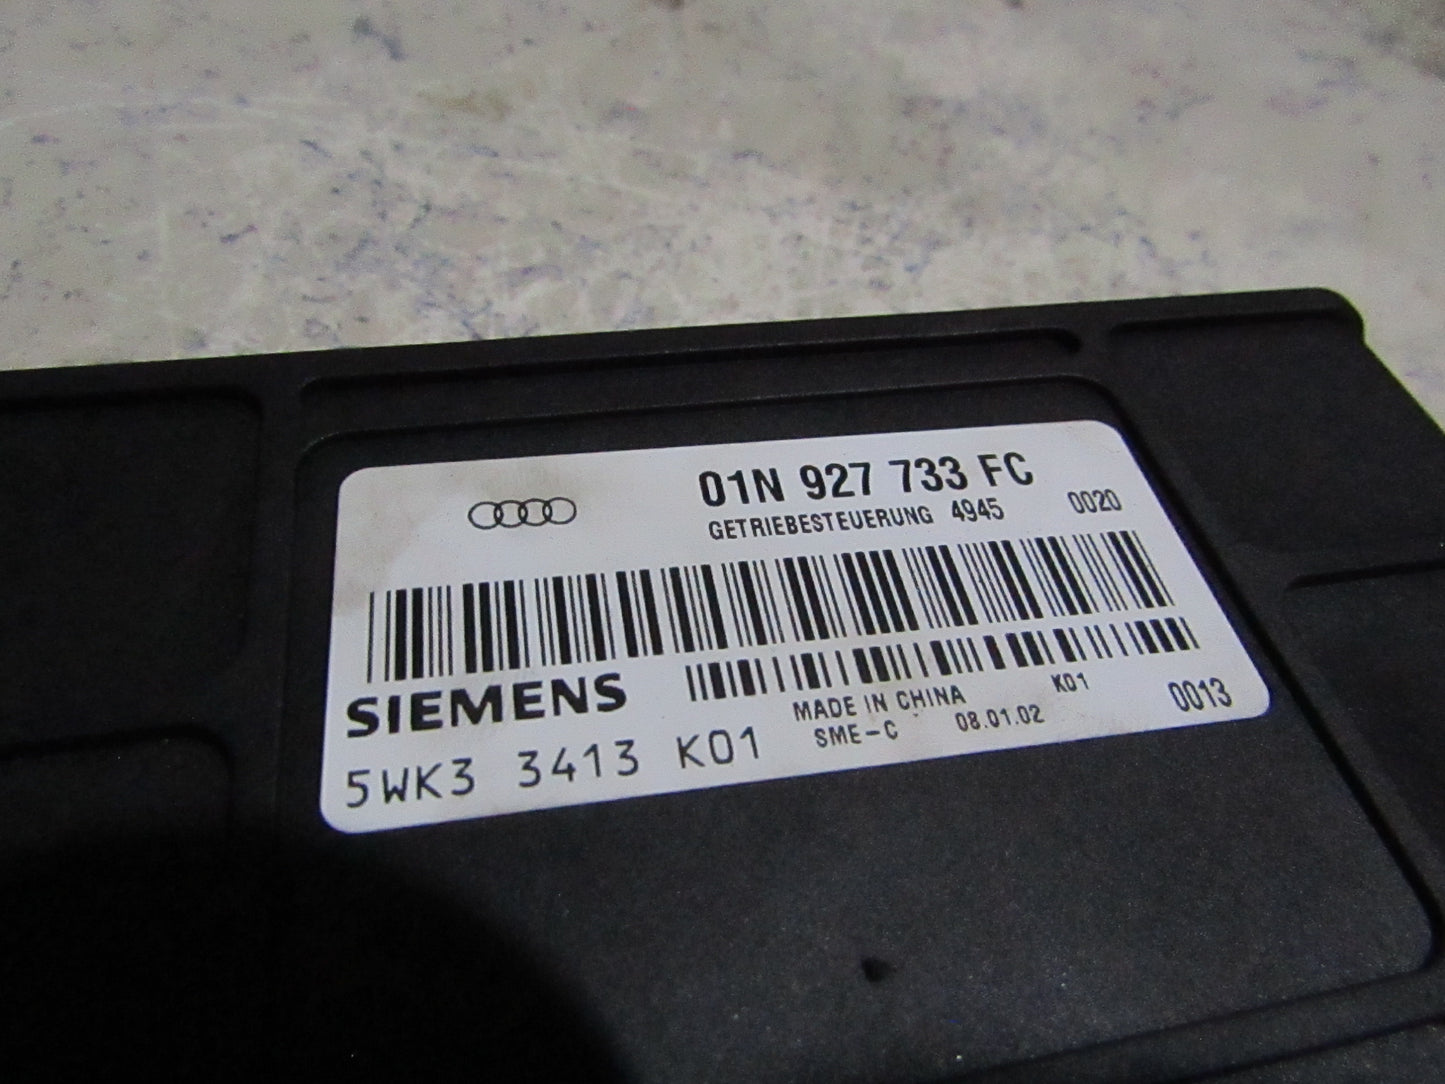 01N 927 733 FC
GETRIEBESTEUERUNG 4945 0020
SIEMENS
MADE IN CHINA K01
5WK3 3413 K01
SME-C 08.01.02 0013